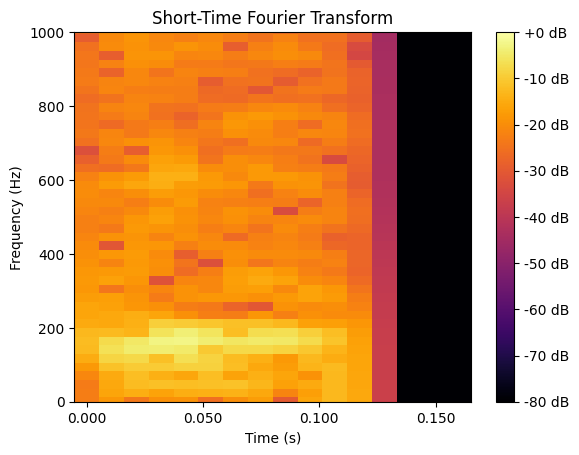 Short-Time Fourier Transform
1000
800
600
400
200
0
Frequency (Hz)
0.000
0.050
0.100
0.150
Time (s)
+0 dB
-10 dB
-20 dB
-30 dB
-40 dB
-50 dB
-60 dB
-70 dB
-80 dB